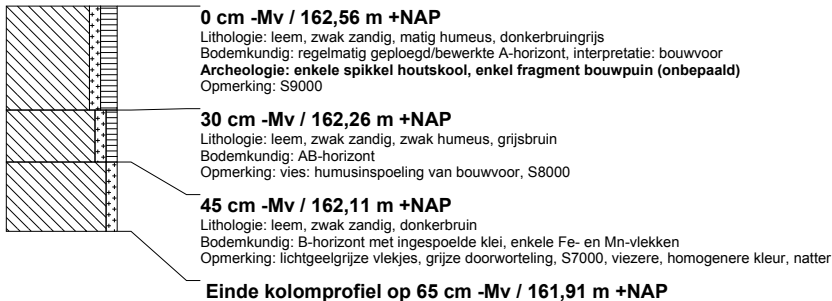 0 cm -Mv / 162,56 m +NAP
Lithologie: leem, zwak zandig, matig humeus, donkerbruingrijs
Bodemkundig: regelmatig geploegd/bewerkte A-horizont, interpretatie: bouwvoor
Archeologie: enkele spikkel houtskool, enkel fragment bouwpuin (onbepaald)
Opmerking: S9000
30 cm -Mv / 162,26 m +NAP
Lithologie: leem, zwak zandig, zwak humeus, grijsbruin
Bodemkundig: AB-horizont
Opmerking: vies: humusinspoeling van bouwvoor, S8000
45 cm -Mv / 162,11 m +NAP
Lithologie: leem, zwak zandig, donkerbruin
Bodemkundig: B-horizont met ingespoelde klei, enkele Fe- en Mn-vlekken
Opmerking: lichtgeelgrijze vlekjes, grijze doorworteling, S7000, viezere, homogenere kleur, natter
Einde kolomprofiel op 65 cm -Mv / 161,91 m +NAP